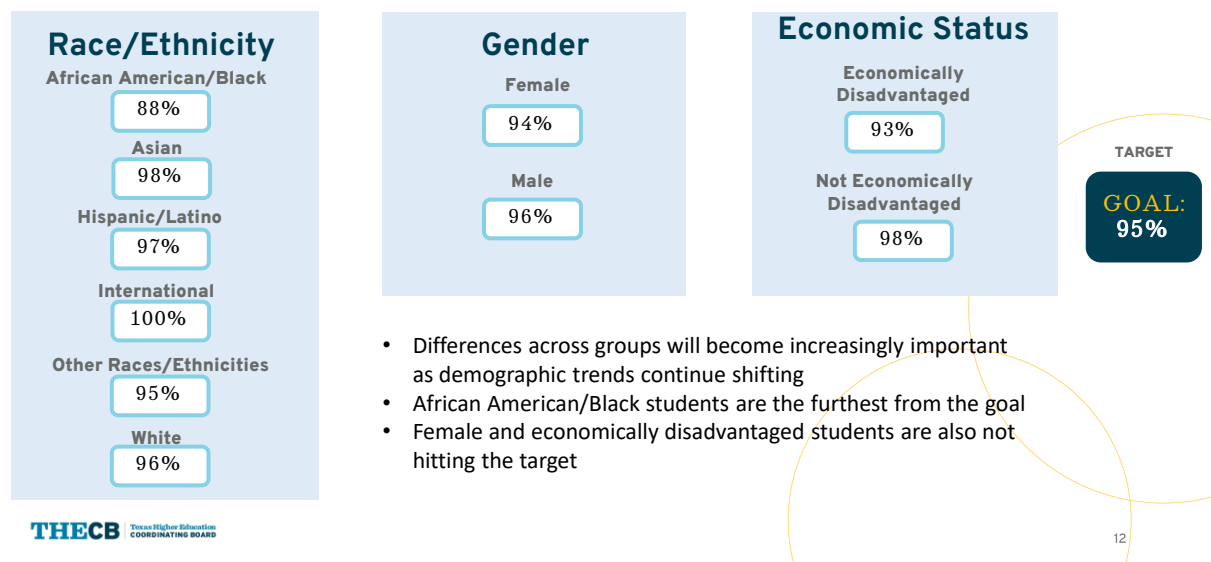 Race/Ethnicity
African American/Black
88%
Asian
98%
Hispanic/Latino
97%
International
100%
Other Races/Ethnicities
95%
White
96%
Gender
Female
94%
Male
96%
Economic Status
Economically
Disadvantaged
93%
Not Economically
Disadvantaged
98%
TARGET
GOAL:
95%
• Differences across groups will become increasingly important
as demographic trends continue shifting
• African American/Black students are the furthest from the goal
• Female and economically disadvantaged students are also not
hitting the target
THECB
Texas Higher Education
COORDINATING BOARD
12